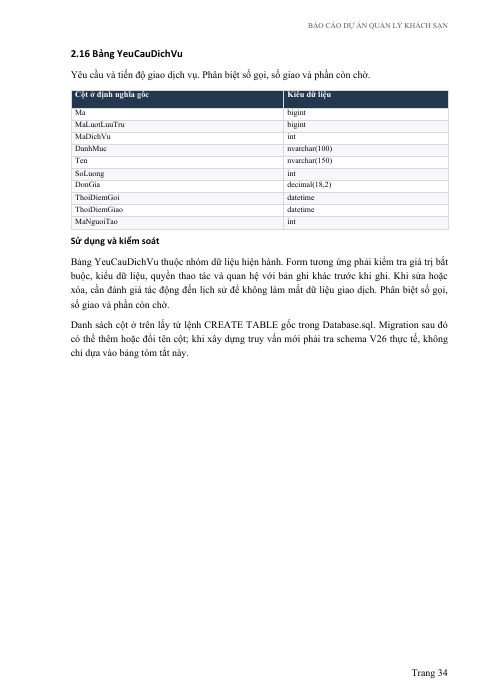 BÁO CÁO DỰ ÁN QUẢN LÝ KHÁCH SẠN
2.16 Bảng YeuCauDichVu
Yêu cầu và tiến độ giao dịch vụ. Phân biệt số gọi, số giao và phần còn chờ.
Cột ở định nghĩa gốc Kiểu dữ liệu
Ma bigint
MaLuotLuuTru bigint
MaDichVu int
DanhMuc nvarchar(100)
Ten nvarchar(150)
SoLuong int
DonGia decimal(18,2)
ThoiDiemGoi datetime
ThoiDiemGiao datetime
MaNguoiTao int
Sử dụng và kiểm soát
Bảng YeuCauDichVu thuộc nhóm dữ liệu hiện hành. Form tương ứng phải kiểm tra giá trị bắt
buộc, kiểu dữ liệu, quyền thao tác và quan hệ với bản ghi khác trước khi ghi. Khi sửa hoặc
xóa, cần đánh giá tác động đến lịch sử để không làm mất dữ liệu giao dịch. Phân biệt số gọi,
số giao và phần còn chờ.
Danh sách cột ở trên lấy từ lệnh CREATE TABLE gốc trong Database.sql. Migration sau đó
có thể thêm hoặc đổi tên cột; khi xây dựng truy vấn mới phải tra schema V26 thực tế, không
chỉ dựa vào bảng tóm tắt này.
Trang 34